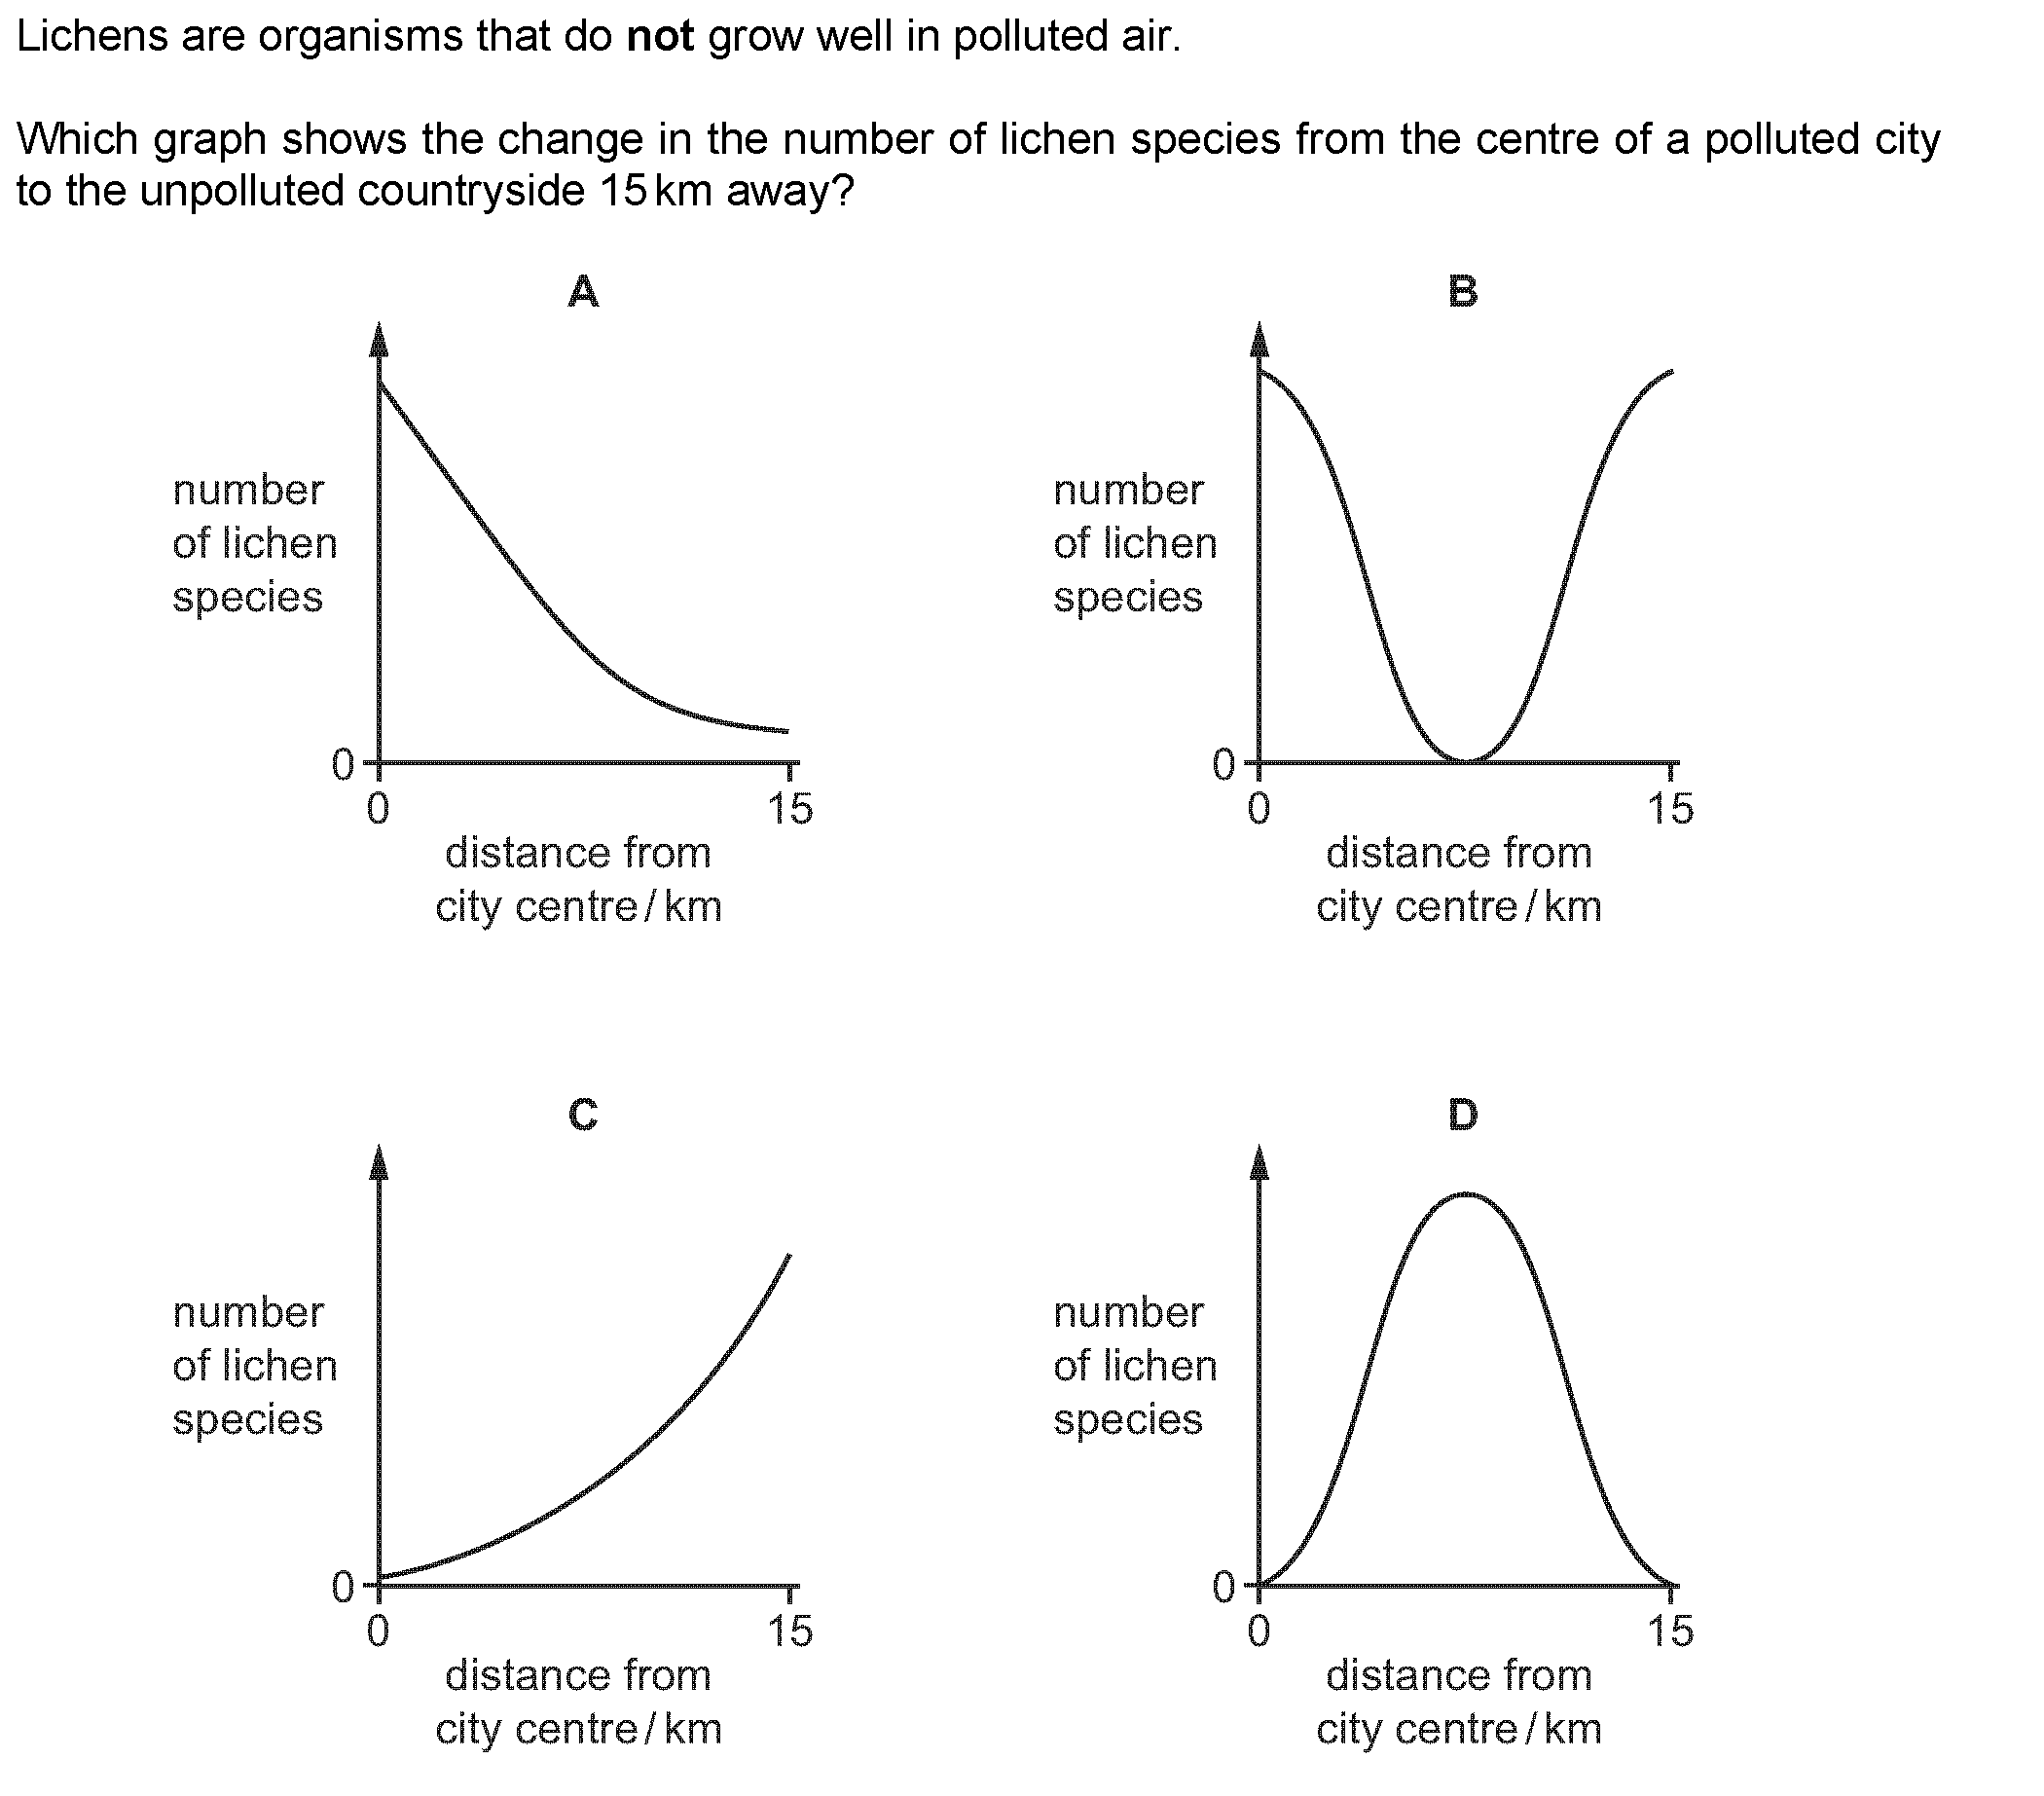 Lichens are organisms that do not grow well in polluted air.
Which graph shows the change in the number of lichen species from the centre of a polluted city
to the unpolluted countryside 15 km away?
A
number
of lichen
species
0
0
15
distance from
city centre / km
B
number
of lichen
species
0
0
15
distance from
city centre / km
C
number
of lichen
species
0
0
15
distance from
city centre / km
D
number
of lichen
species
0
0
15
distance from
city centre / km